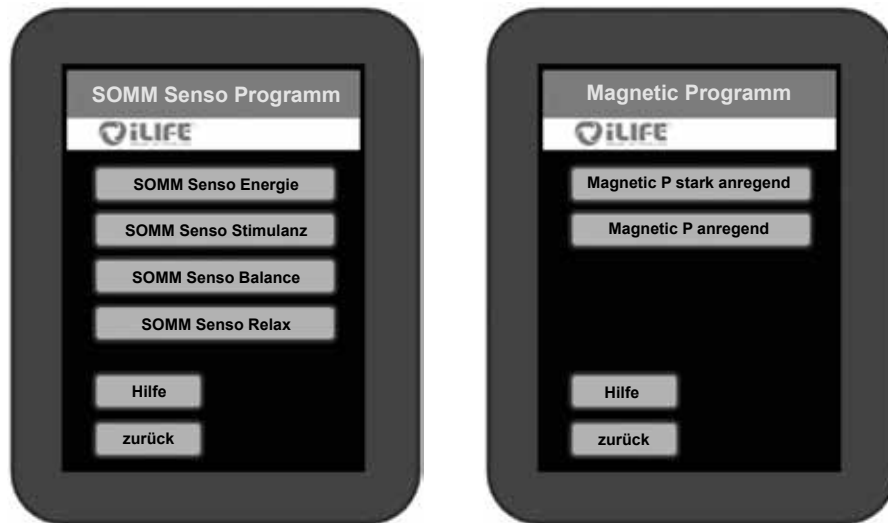 SOMM Senso Programm
iLIFE
SOMM Senso Energie
SOMM Senso Stimulanz
SOMM Senso Balance
SOMM Senso Relax
Hilfe
zurück
Magnetic Programm
iLIFE
Magnetic P stark anregend
Magnetic P anregend
Hilfe
zurück